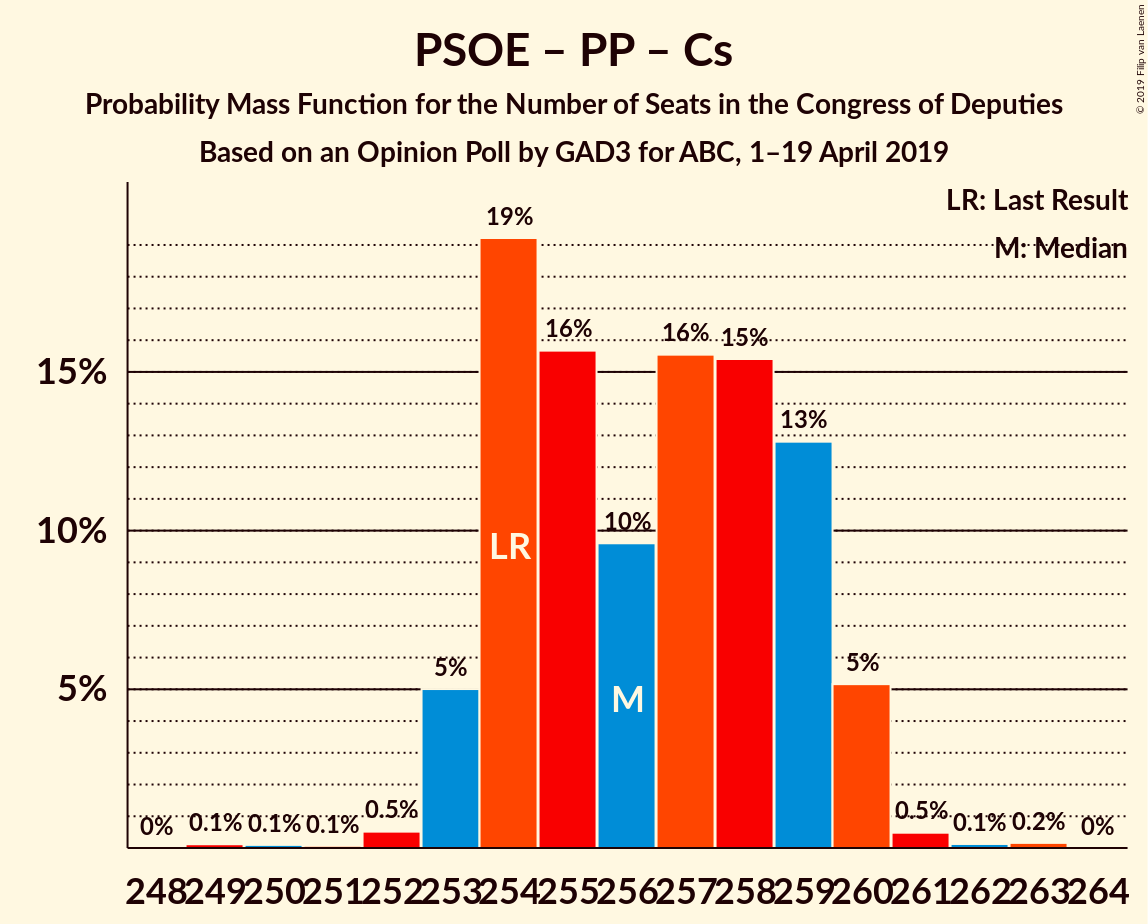 PSOE – PP – Cs
Probability Mass Function for the Number of Seats in the Congress of Deputies
Based on an Opinion Poll by GAD3 for ABC, 1–19 April 2019
© 2019 Filip van Laenen
LR: Last Result
M: Median
19%
16%
16%
15%
15%
13%
10%
10%
LR
5%
5%
5%
M
0%
0.1%
0.1%
0.1%
0.5%
0.5%
0.1%
0.2%
0%
248 249 250 251 252 253 254 255 256 257 258 259 260 261 262 263 264